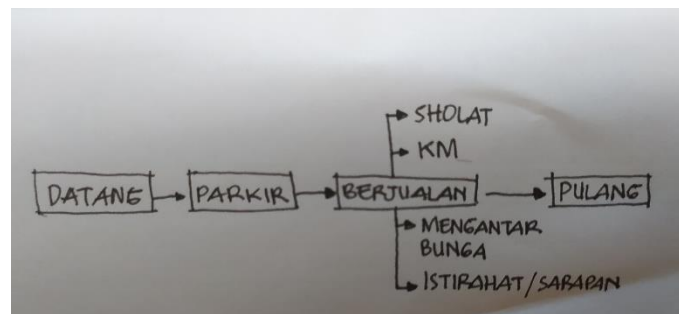 SHOLAT
KM
DATANG
PARKIR
BERJUALAN
PULANG
MENGANTAR
BUNGA
ISTIRAHAT/SARAPAN